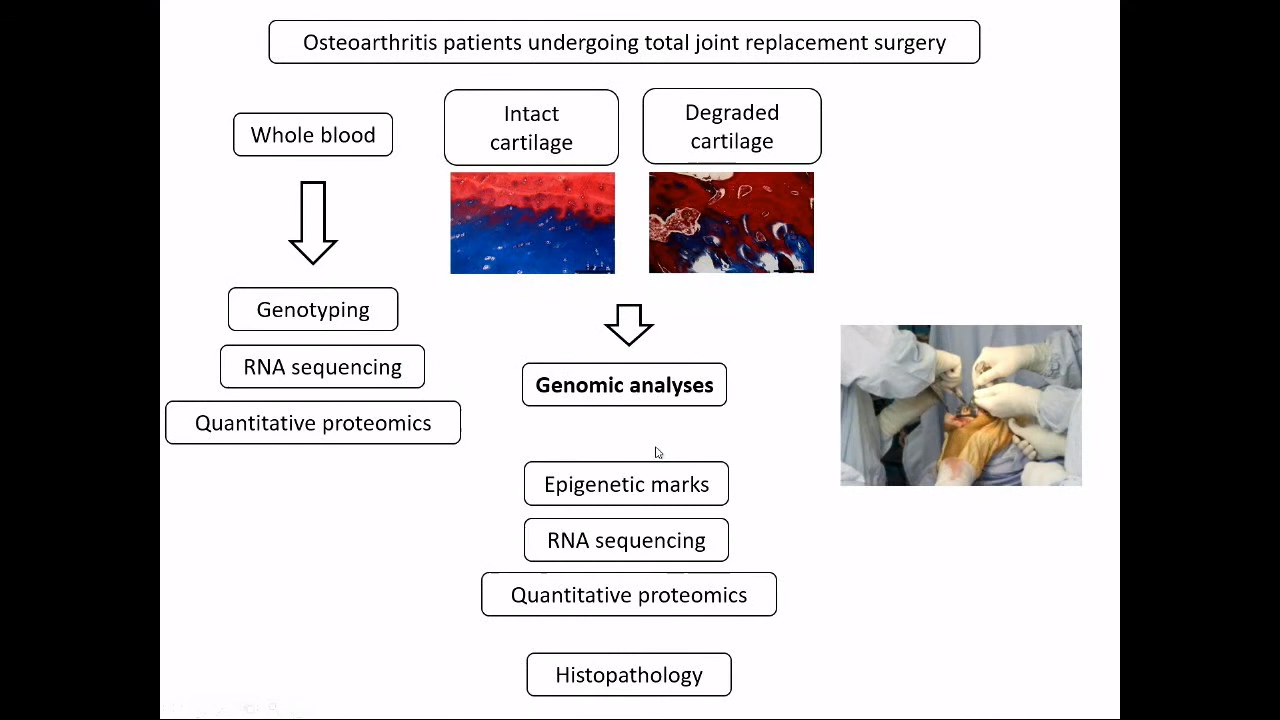 Osteoarthritis patients undergoing total joint replacement surgery
Whole blood
Intact
cartilage
Degraded
cartilage
Genotyping
RNA sequencing
Quantitative proteomics
Genomic analyses
Epigenetic marks
RNA sequencing
Quantitative proteomics
Histopathology